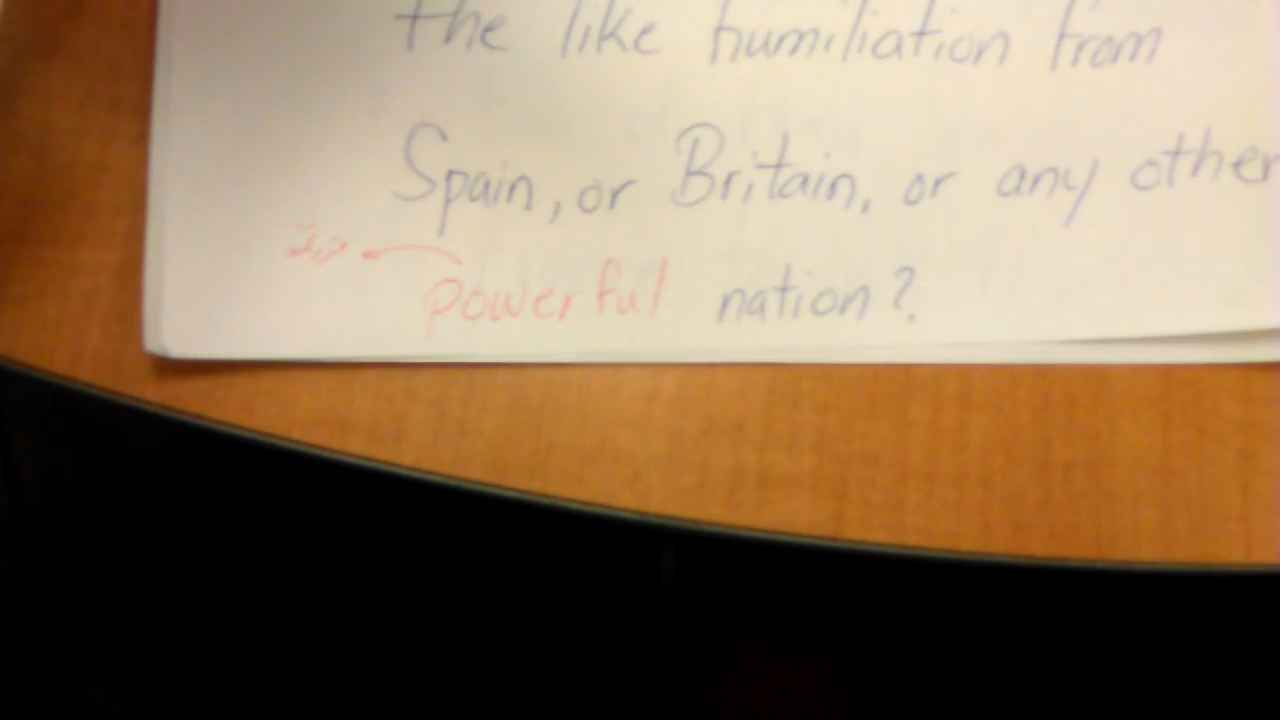 the like humiliation from
Spain, or Britain, or any other
powerful nation?